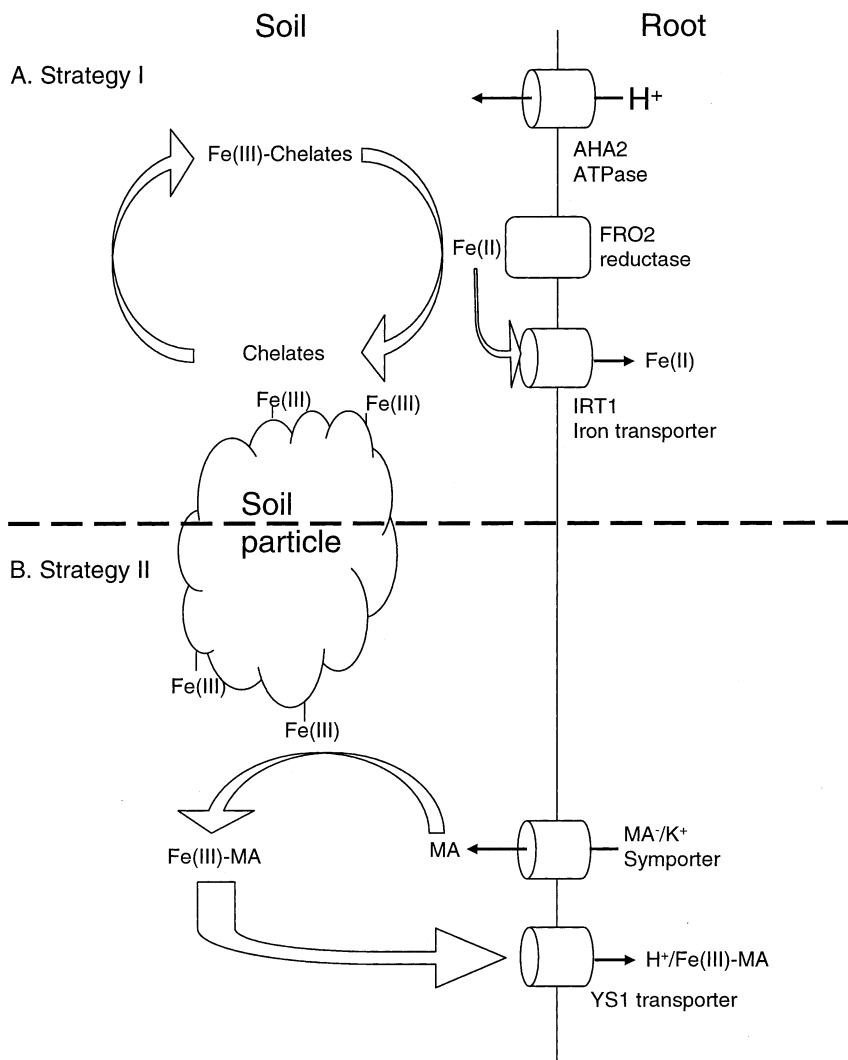 Soil
Root
A. Strategy I
H⁺
AHA2
ATPase
Fe(III)-Chelates
Fe(II)
FRO2
reductase
Chelates
Fe(II)
Fe(III)
Fe(III)
IRT1
Iron transporter
Soil
particle
B. Strategy II
Fe(III)
Fe(III)
MA⁻/K⁺
Symporter
MA
Fe(III)-MA
H⁺/Fe(III)-MA
YS1 transporter